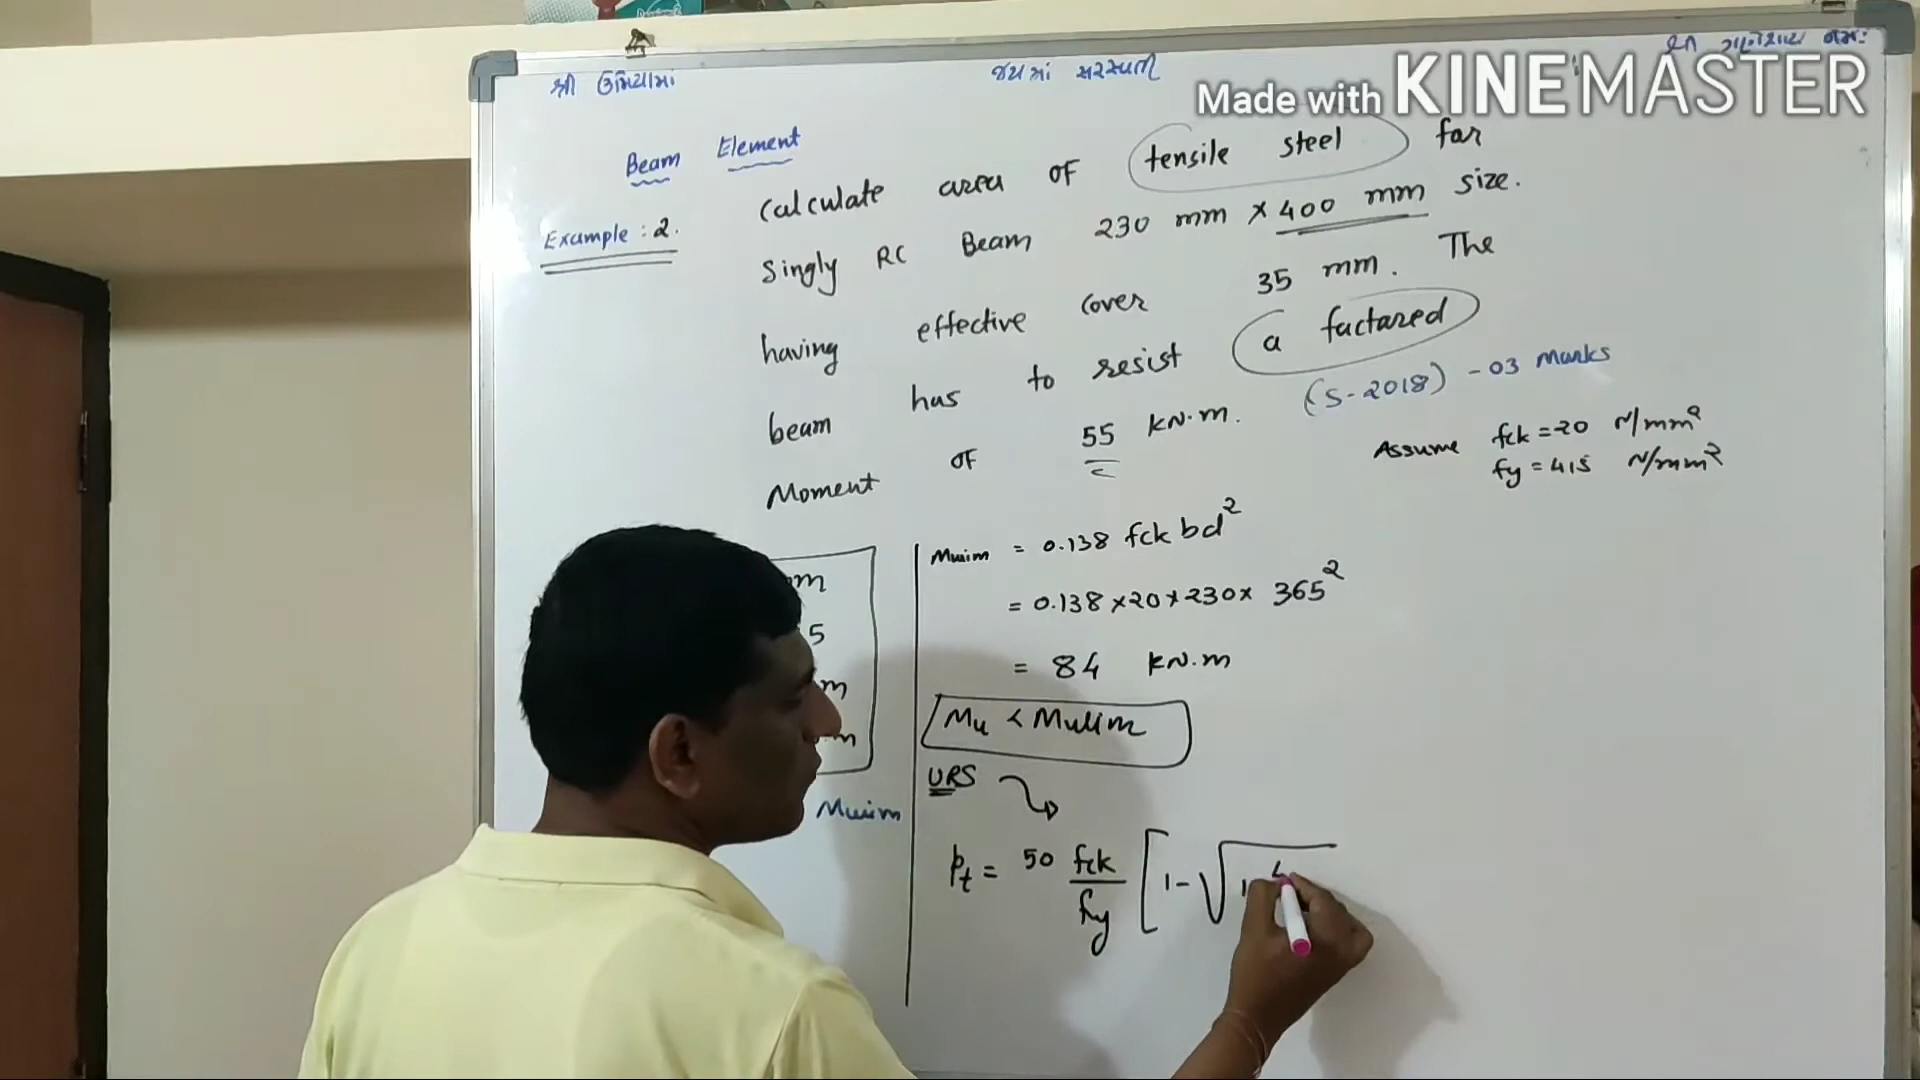 શ્રી ઉમિયામાં
જય માં સરસ્વતી
શ્રી ગણેશાય નમઃ
Made with KINEMASTER
Beam Element
Example : 2.
Calculate area of tensile steel for
Singly RC Beam 230 mm × 400 mm size.
having effective cover 35 mm. The
beam has to resist a factored
Moment of 55 kN.m. (S-2018) - 03 Marks
Assume fck = 20 N/mm²
fy = 415 N/mm²
Mulim = 0.138 fck bd²
= 0.138 × 20 × 230 × 365²
= 84 kN.m
Mu < Mulim
URS
Pt = 50 fck/fy [1 - √1
m
5
m
m
Mulim